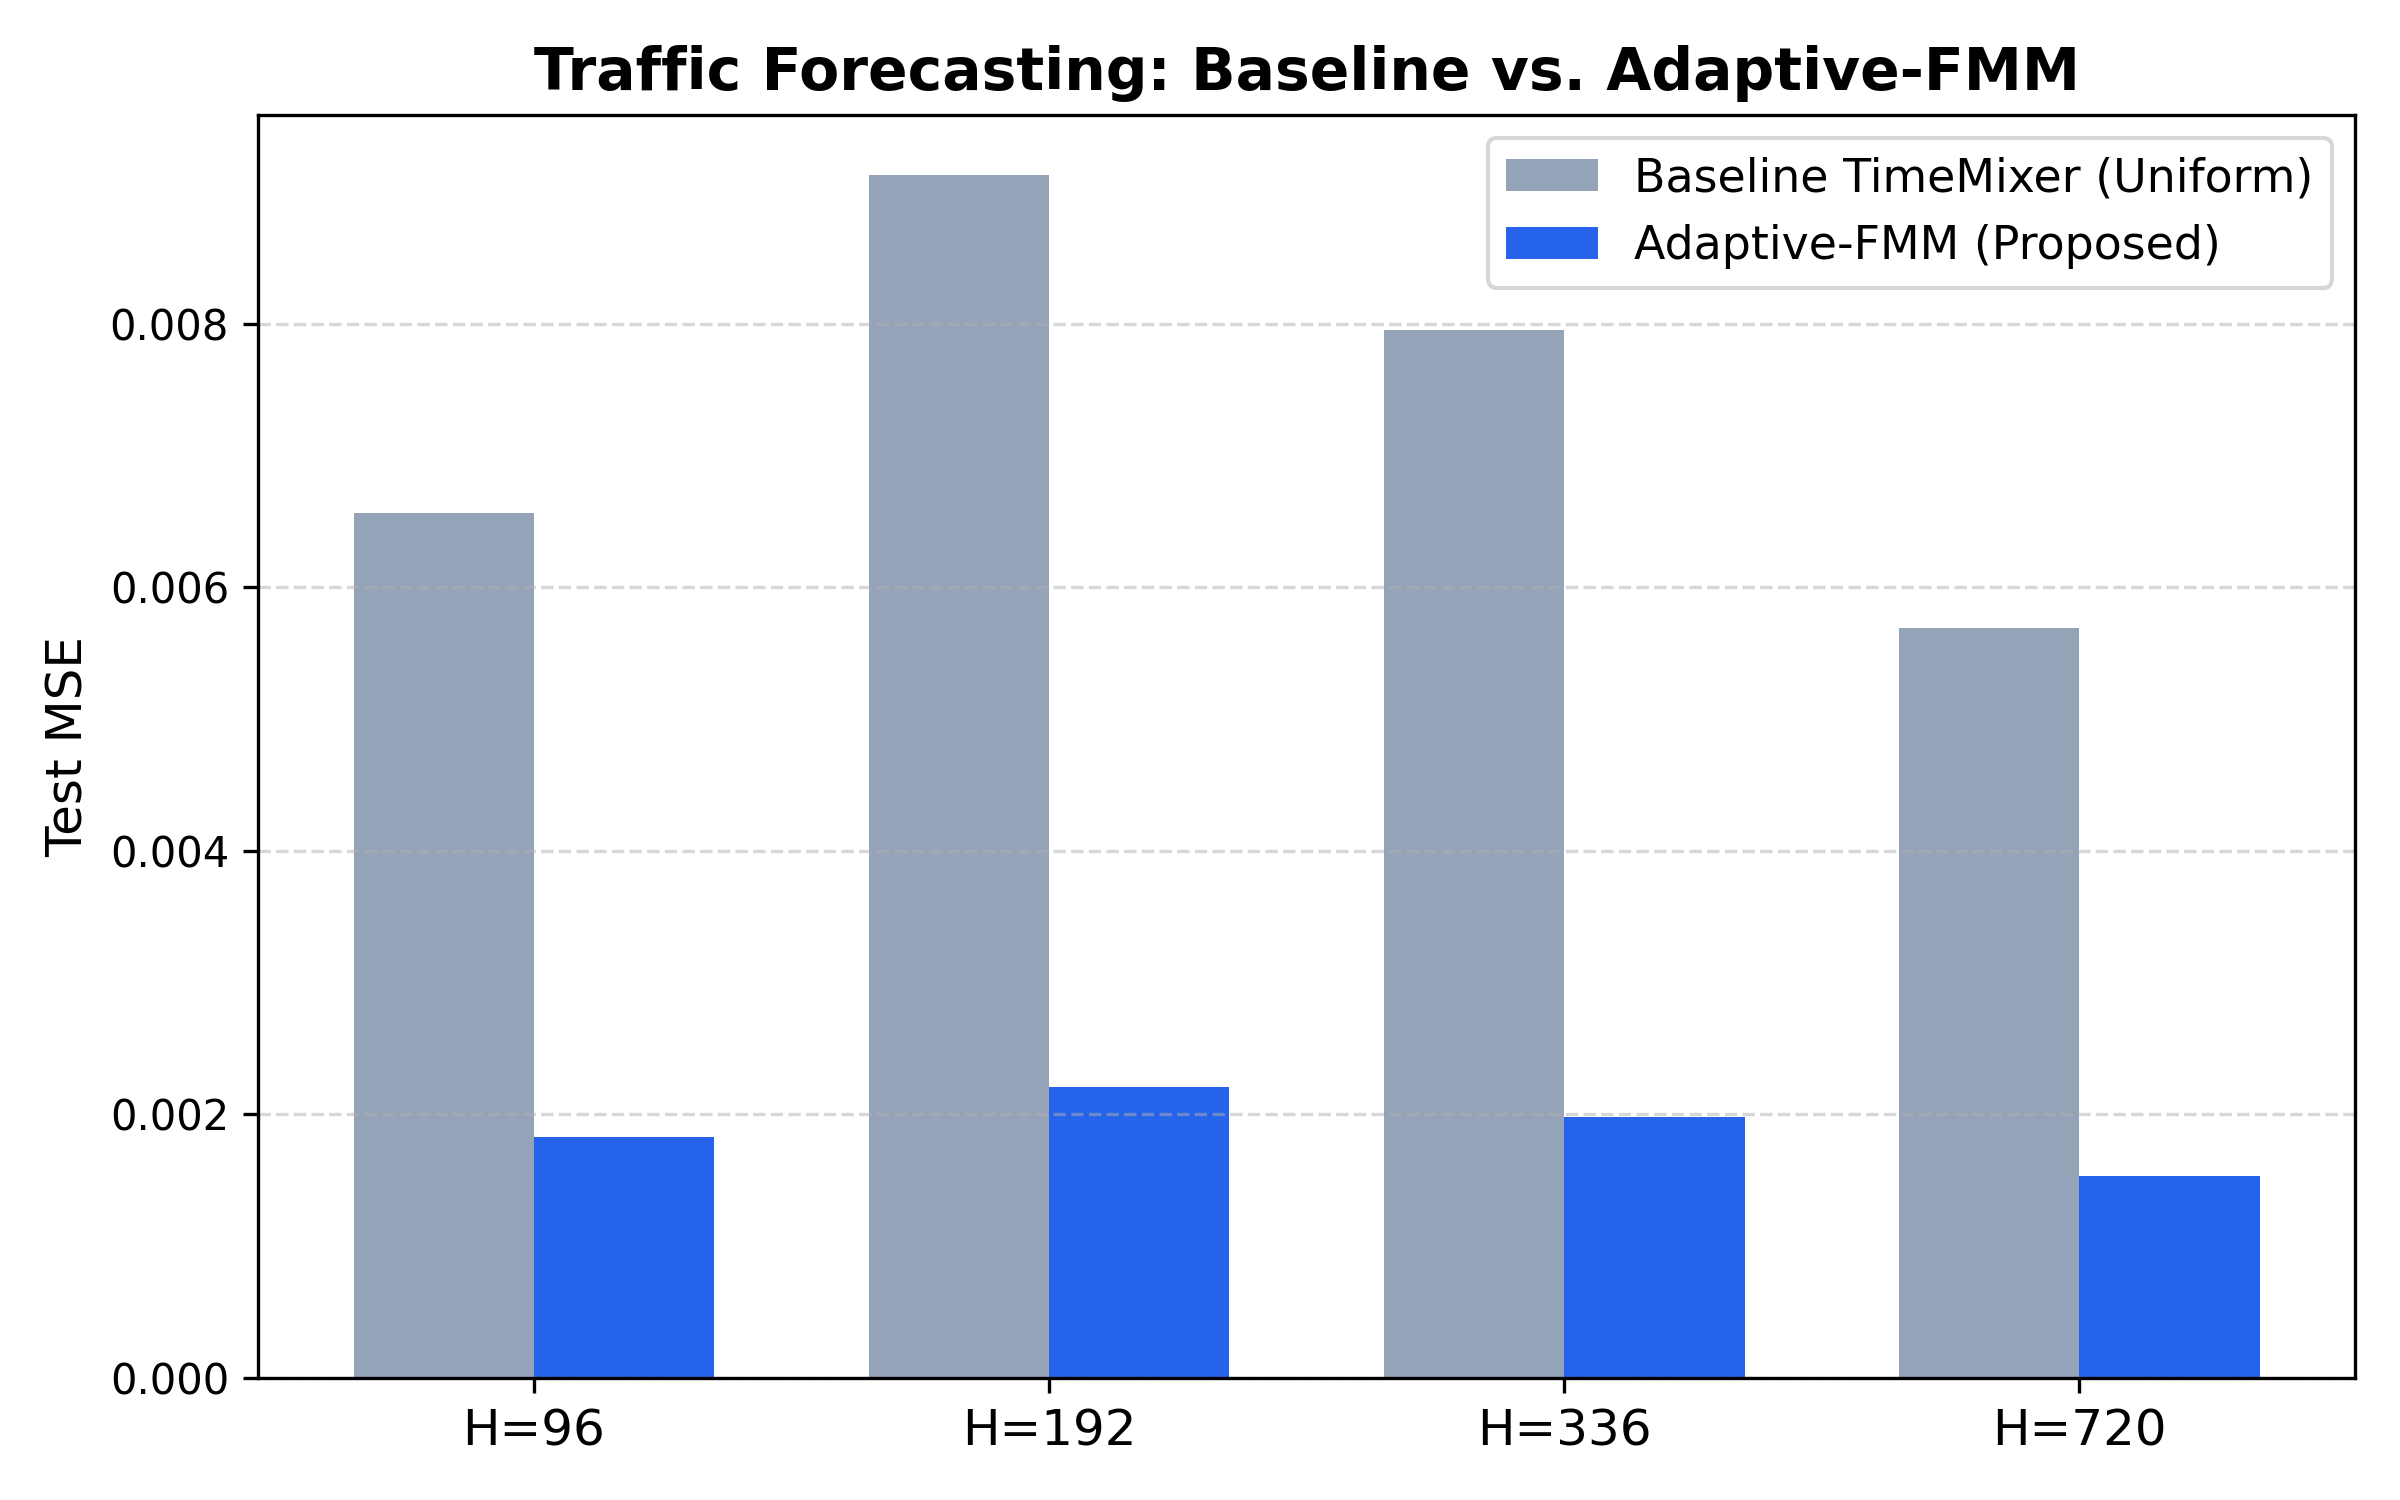 Traffic Forecasting: Baseline vs. Adaptive-FMM
Baseline TimeMixer (Uniform)
Adaptive-FMM (Proposed)
Test MSE
0.008
0.006
0.004
0.002
0.000
H=96
H=192
H=336
H=720